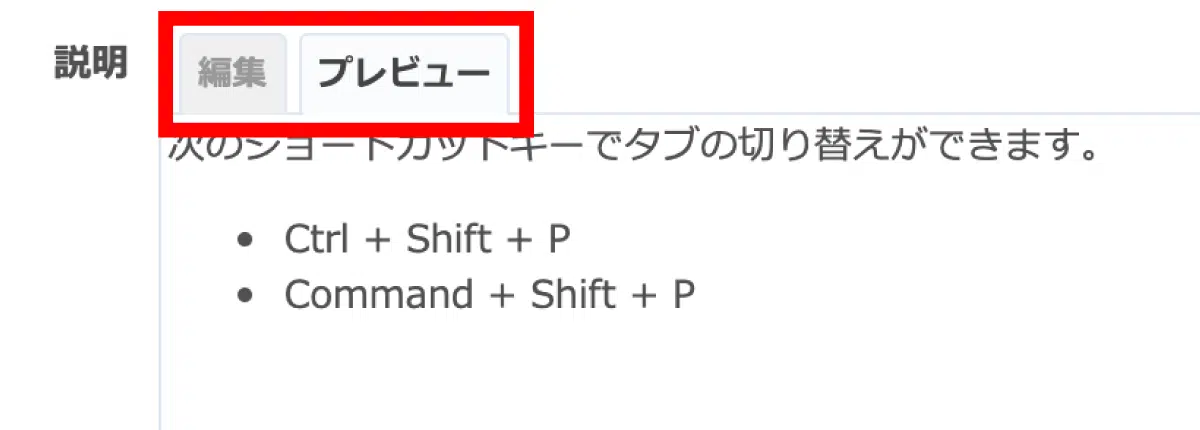 説明 編集 プレビュー
次のショートカットキーでタブの切り替えができます。
Ctrl + Shift + P
Command + Shift + P